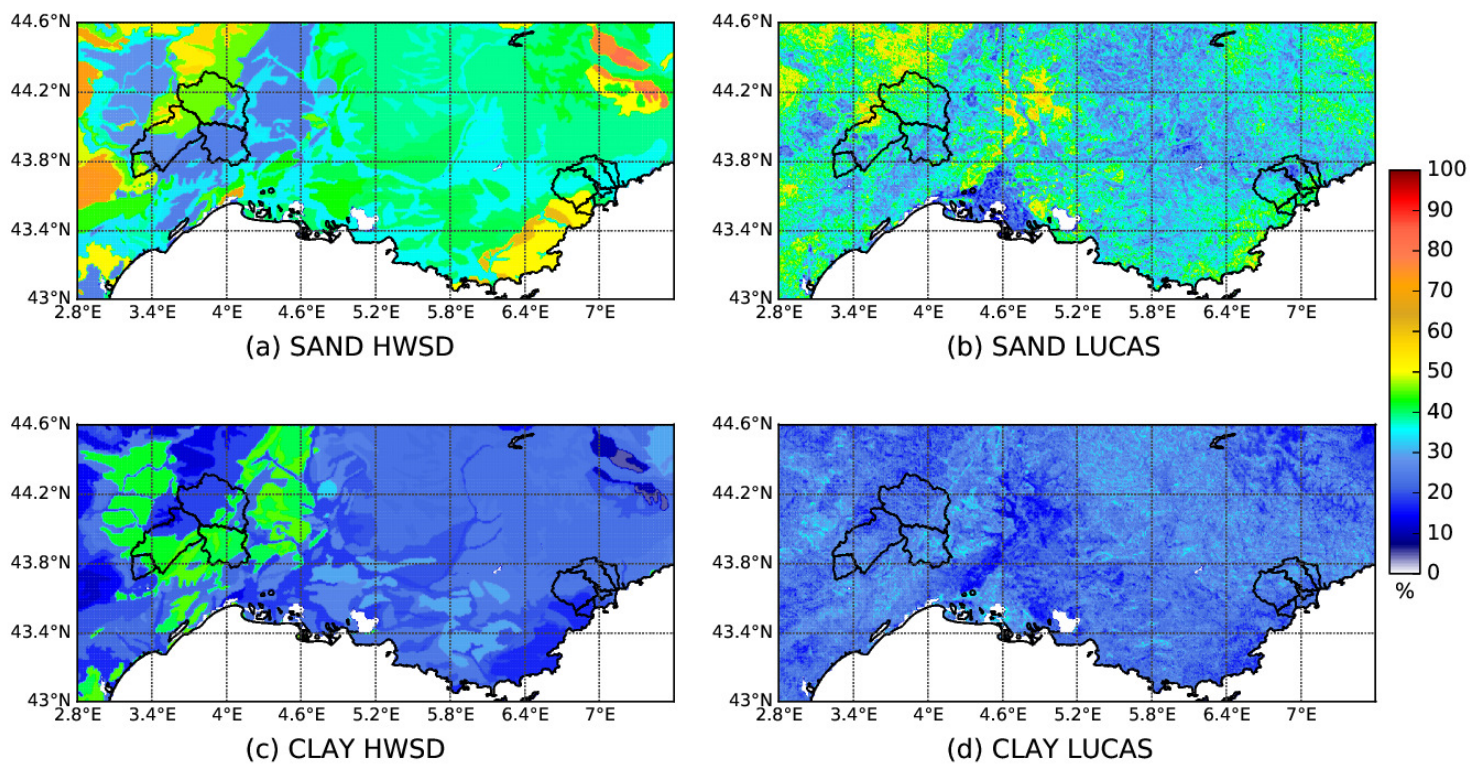 44.6°N
44.2°N
43.8°N
43.4°N
43°N
2.8°E 3.4°E 4°E 4.6°E 5.2°E 5.8°E 6.4°E 7°E
(a) SAND HWSD
44.6°N
44.2°N
43.8°N
43.4°N
43°N
2.8°E 3.4°E 4°E 4.6°E 5.2°E 5.8°E 6.4°E 7°E
(b) SAND LUCAS
44.6°N
44.2°N
43.8°N
43.4°N
43°N
2.8°E 3.4°E 4°E 4.6°E 5.2°E 5.8°E 6.4°E 7°E
(c) CLAY HWSD
44.6°N
44.2°N
43.8°N
43.4°N
43°N
2.8°E 3.4°E 4°E 4.6°E 5.2°E 5.8°E 6.4°E 7°E
(d) CLAY LUCAS
100
90
80
70
60
50
40
30
20
10
0
%